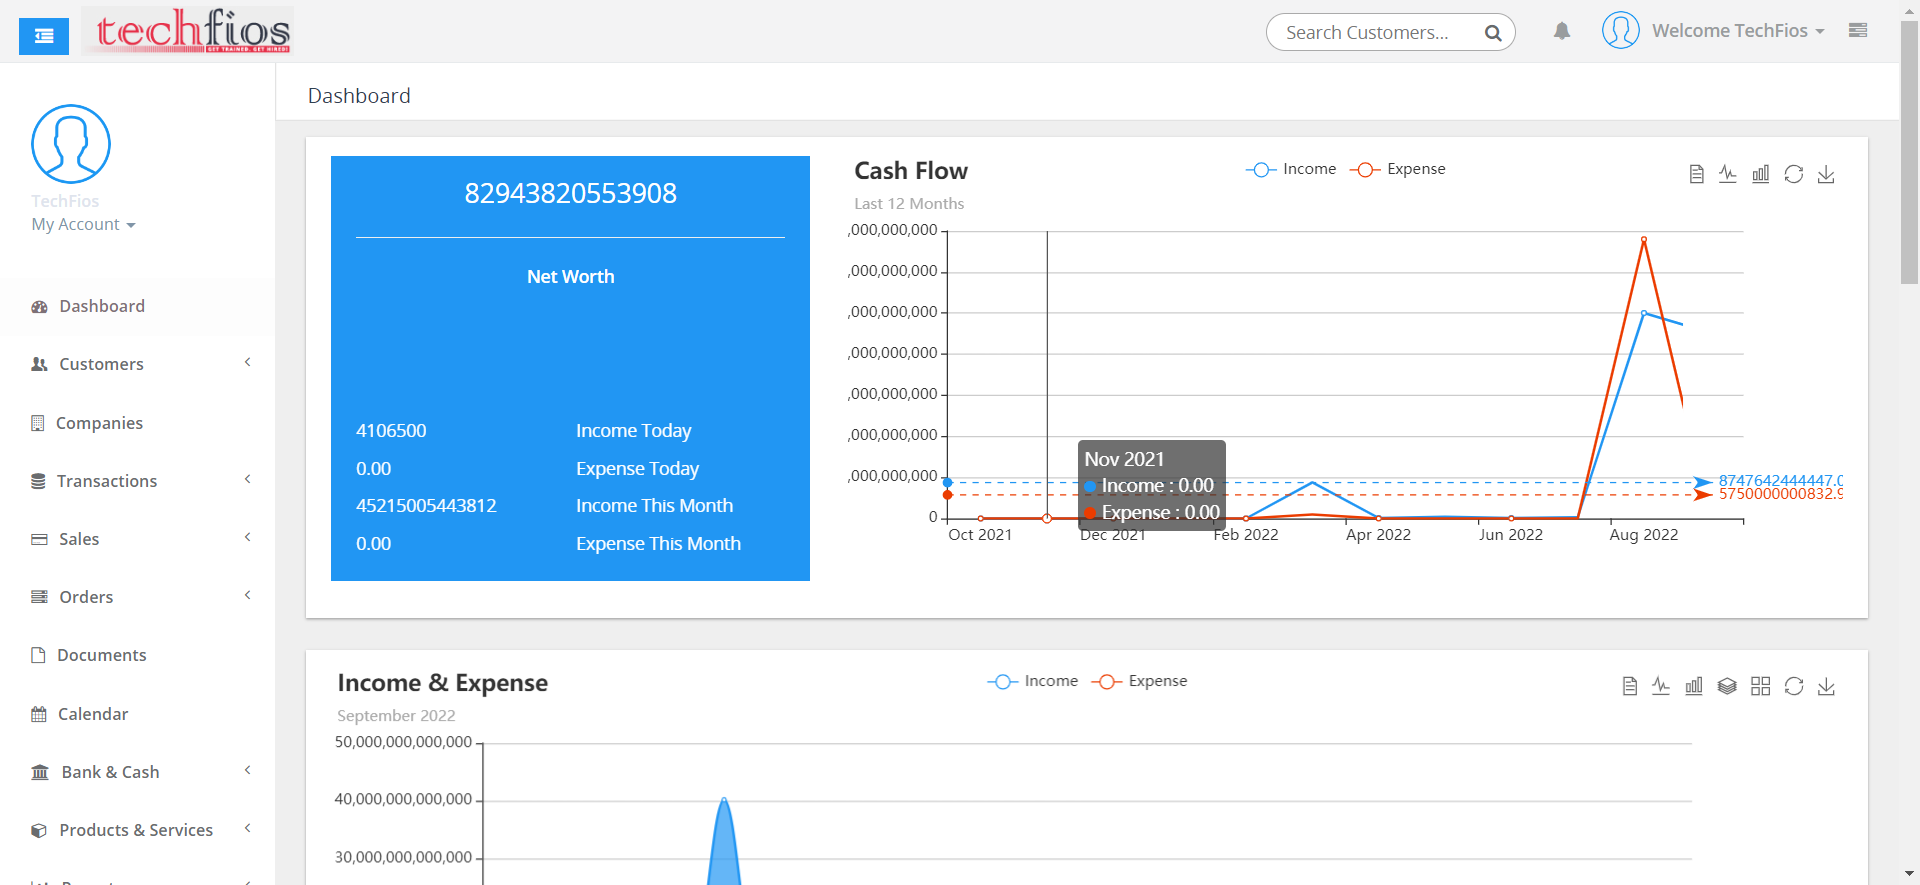 techfios
GET TRAINED. GET HIRED!
Search Customers...
Welcome TechFios
TechFios
My Account
Dashboard
Customers
Companies
Transactions
Sales
Orders
Documents
Calendar
Bank & Cash
Products & Services
Dashboard
82943820553908
Net Worth
4106500 Income Today
0.00 Expense Today
45215005443812 Income This Month
0.00 Expense This Month
Cash Flow
Last 12 Months
Income Expense
,000,000,000
,000,000,000
,000,000,000
,000,000,000
,000,000,000
,000,000,000
,000,000,000
0
Nov 2021
Income : 0.00
Expense : 0.00
8747642444447.0
5750000000832.9
Oct 2021 Dec 2021 Feb 2022 Apr 2022 Jun 2022 Aug 2022
Income & Expense
September 2022
Income Expense
50,000,000,000,000
40,000,000,000,000
30,000,000,000,000